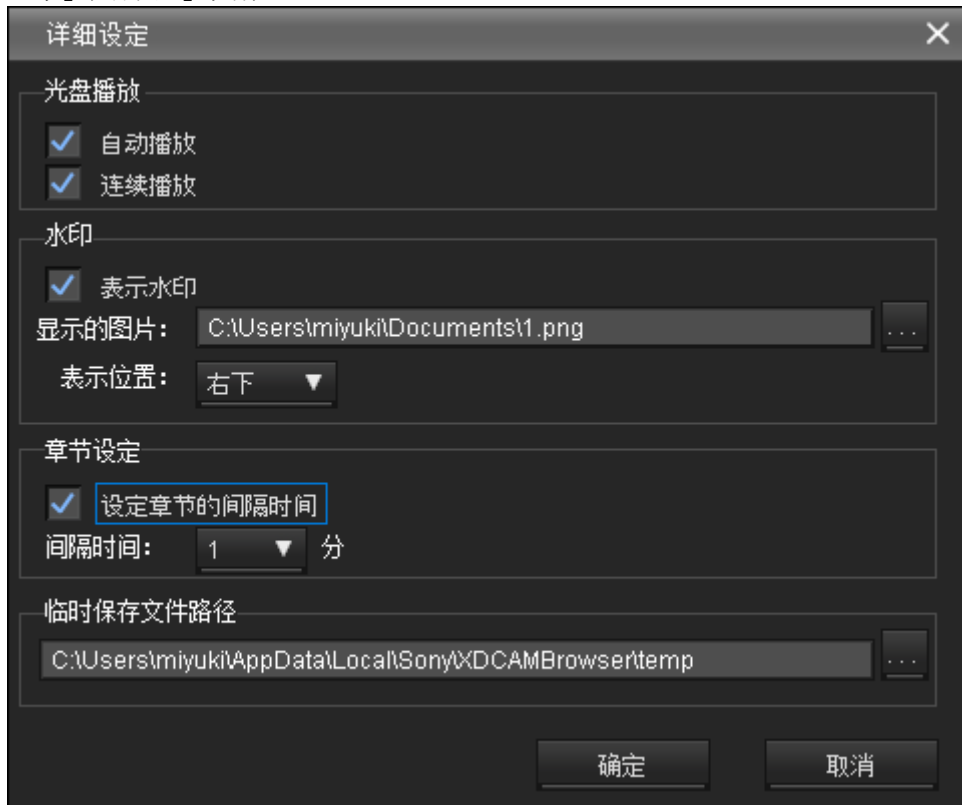 详细设定
光盘播放
自动播放
连续播放
水印
表示水印
显示的图片： C:\Users\miyuki\Documents\1.png ...
表示位置： 右下 ▼
章节设定
设定章节的间隔时间
间隔时间： 1 ▼ 分
临时保存文件路径
C:\Users\miyuki\AppData\Local\Sony\XDCAMBrowser\temp ...
确定 取消